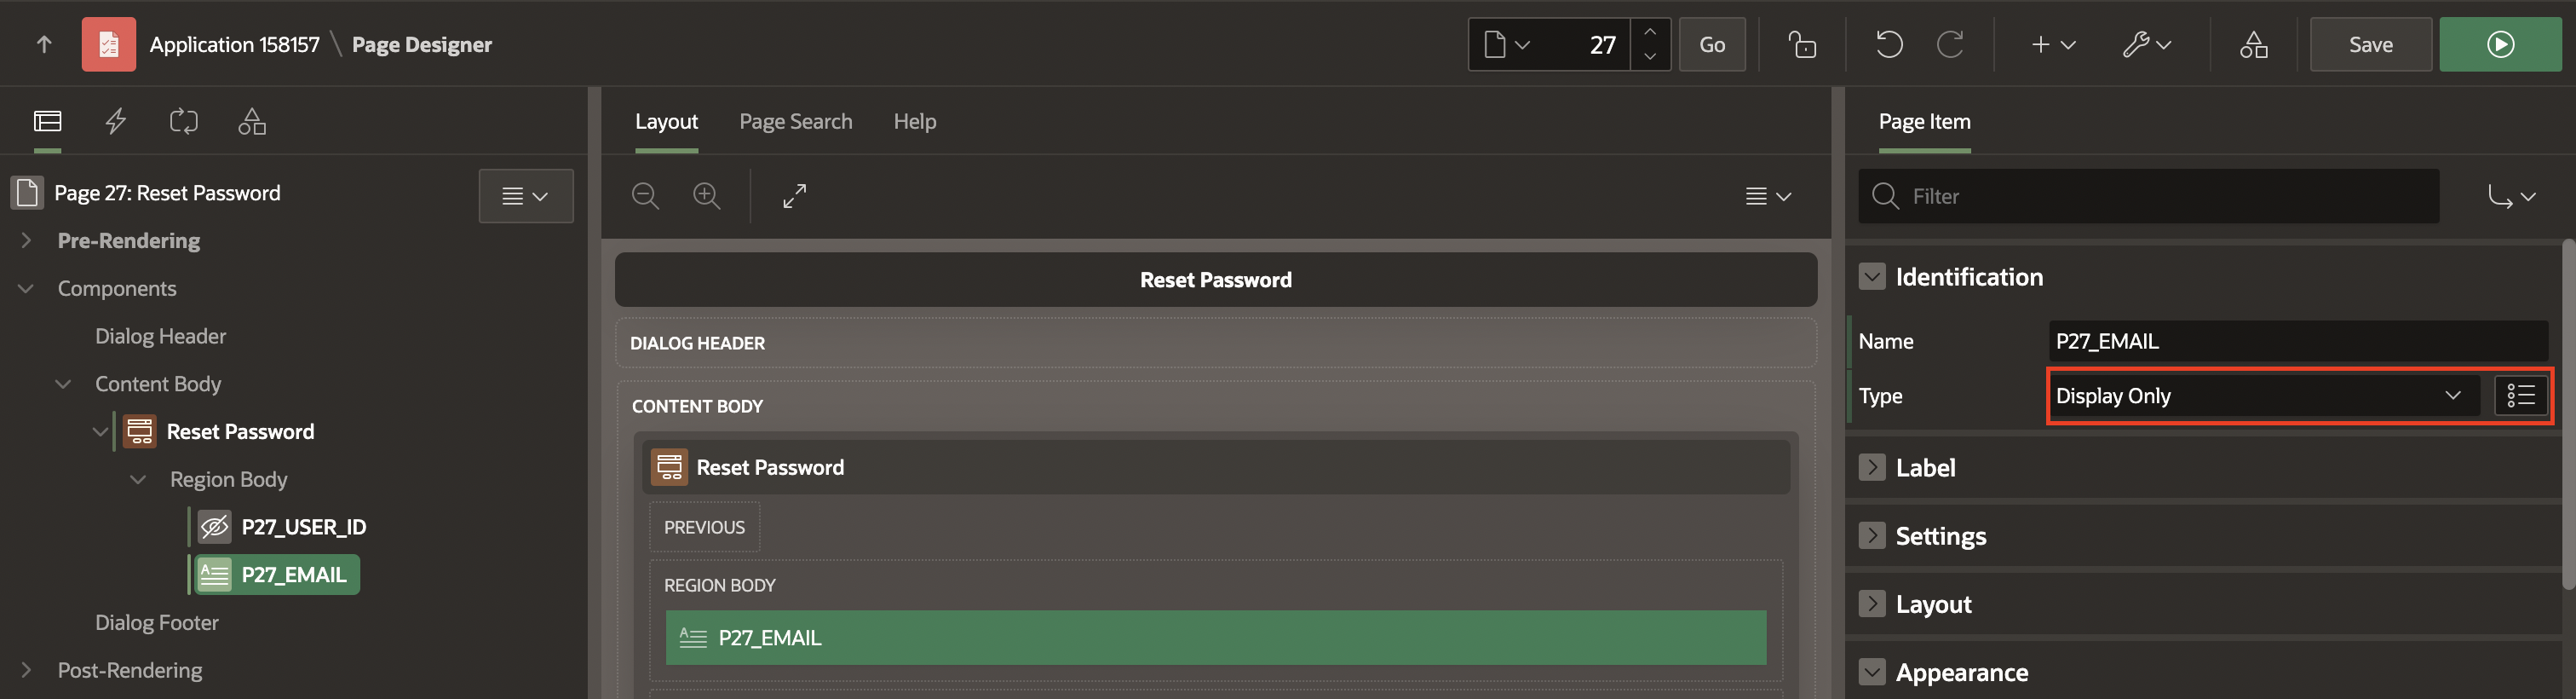 Application 158157 \ Page Designer
27
Go
Save
Layout
Page Search
Help
Page Item
Page 27: Reset Password
Pre-Rendering
Components
Dialog Header
Content Body
Reset Password
Region Body
P27_USER_ID
P27_EMAIL
Dialog Footer
Post-Rendering
Reset Password
DIALOG HEADER
CONTENT BODY
Reset Password
PREVIOUS
REGION BODY
P27_EMAIL
Filter
Identification
Name
P27_EMAIL
Type
Display Only
Label
Settings
Layout
Appearance